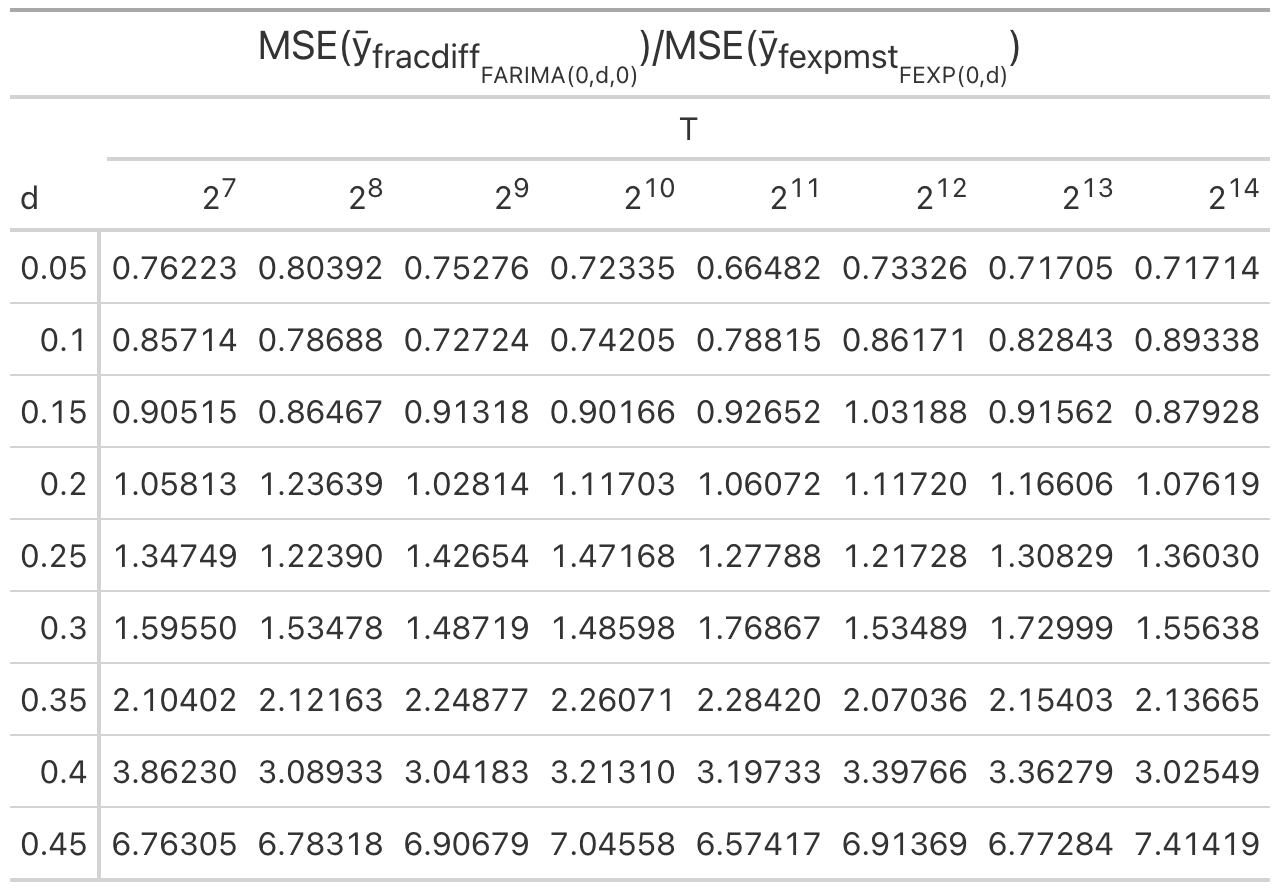 MSE(ȳfracdiffFARIMA(0,d,0))/MSE(ȳfexpmstFEXP(0,d))
T
d 2^7 2^8 2^9 2^10 2^11 2^12 2^13 2^14
0.05 0.76223 0.80392 0.75276 0.72335 0.66482 0.73326 0.71705 0.71714
0.1 0.85714 0.78688 0.72724 0.74205 0.78815 0.86171 0.82843 0.89338
0.15 0.90515 0.86467 0.91318 0.90166 0.92652 1.03188 0.91562 0.87928
0.2 1.05813 1.23639 1.02814 1.11703 1.06072 1.11720 1.16606 1.07619
0.25 1.34749 1.22390 1.42654 1.47168 1.27788 1.21728 1.30829 1.36030
0.3 1.59550 1.53478 1.48719 1.48598 1.76867 1.53489 1.72999 1.55638
0.35 2.10402 2.12163 2.24877 2.26071 2.28420 2.07036 2.15403 2.13665
0.4 3.86230 3.08933 3.04183 3.21310 3.19733 3.39766 3.36279 3.02549
0.45 6.76305 6.78318 6.90679 7.04558 6.57417 6.91369 6.77284 7.41419